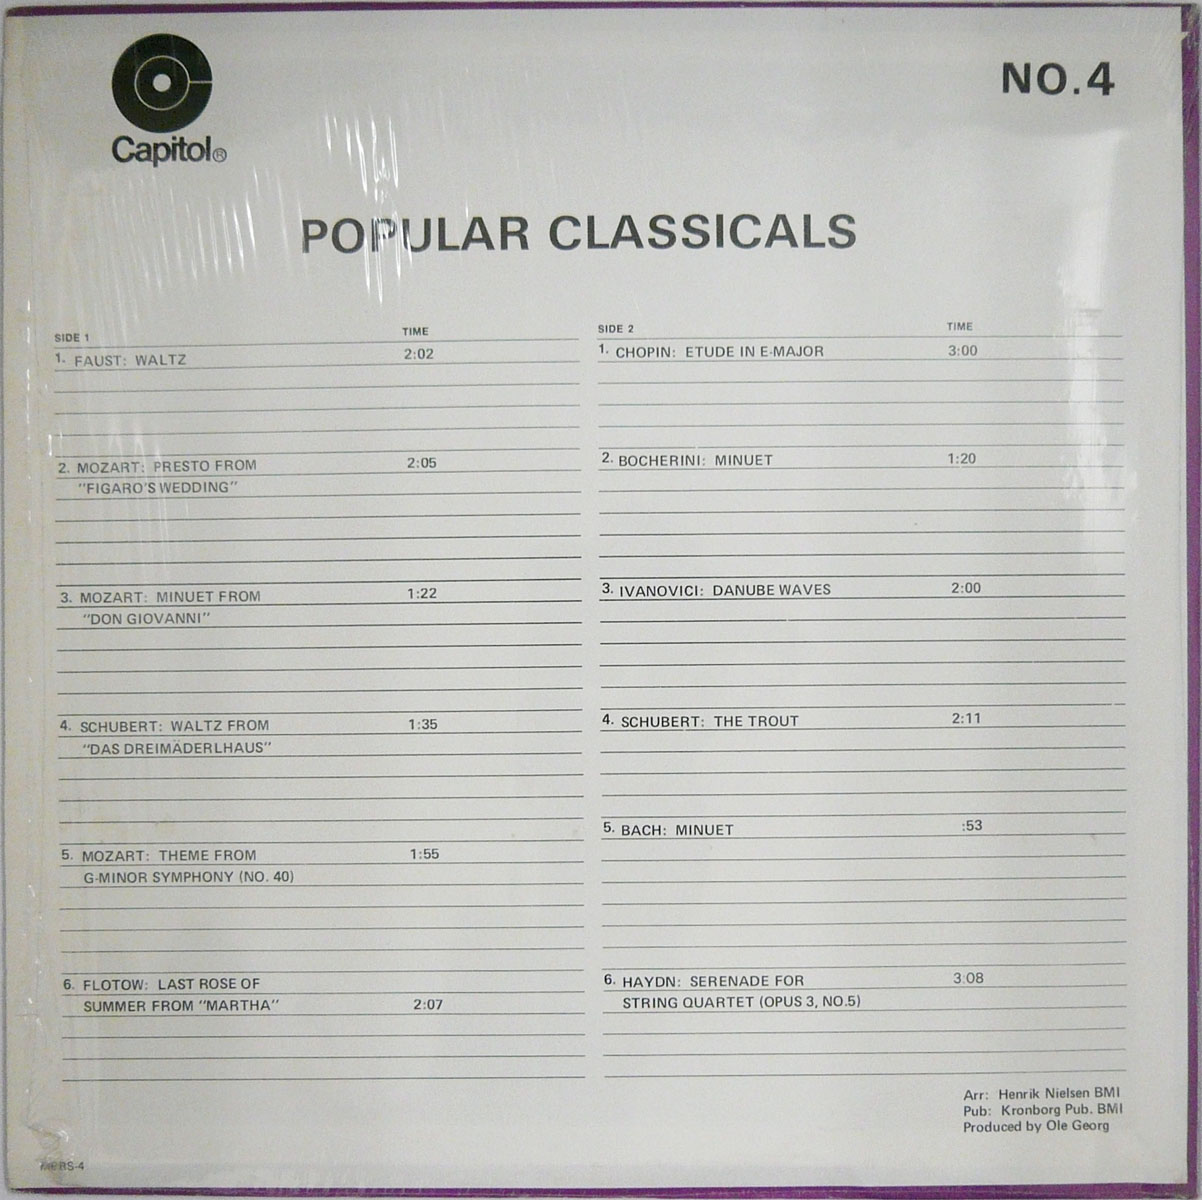 NO.4
Capitol®
POPULAR CLASSICALS
SIDE 1 TIME
1. FAUST: WALTZ 2:02
2. MOZART: PRESTO FROM 2:05
"FIGARO'S WEDDING"
3. MOZART: MINUET FROM 1:22
"DON GIOVANNI"
4. SCHUBERT: WALTZ FROM 1:35
"DAS DREIMÄDERLHAUS"
5. MOZART: THEME FROM 1:55
G-MINOR SYMPHONY (NO. 40)
6. FLOTOW: LAST ROSE OF
SUMMER FROM "MARTHA" 2:07
SIDE 2 TIME
1. CHOPIN: ETUDE IN E-MAJOR 3:00
2. BOCHERINI: MINUET 1:20
3. IVANOVICI: DANUBE WAVES 2:00
4. SCHUBERT: THE TROUT 2:11
5. BACH: MINUET :53
6. HAYDN: SERENADE FOR 3:08
STRING QUARTET (OPUS 3, NO.5)
Arr: Henrik Nielsen BMI
Pub: Kronborg Pub. BMI
Produced by Ole Georg